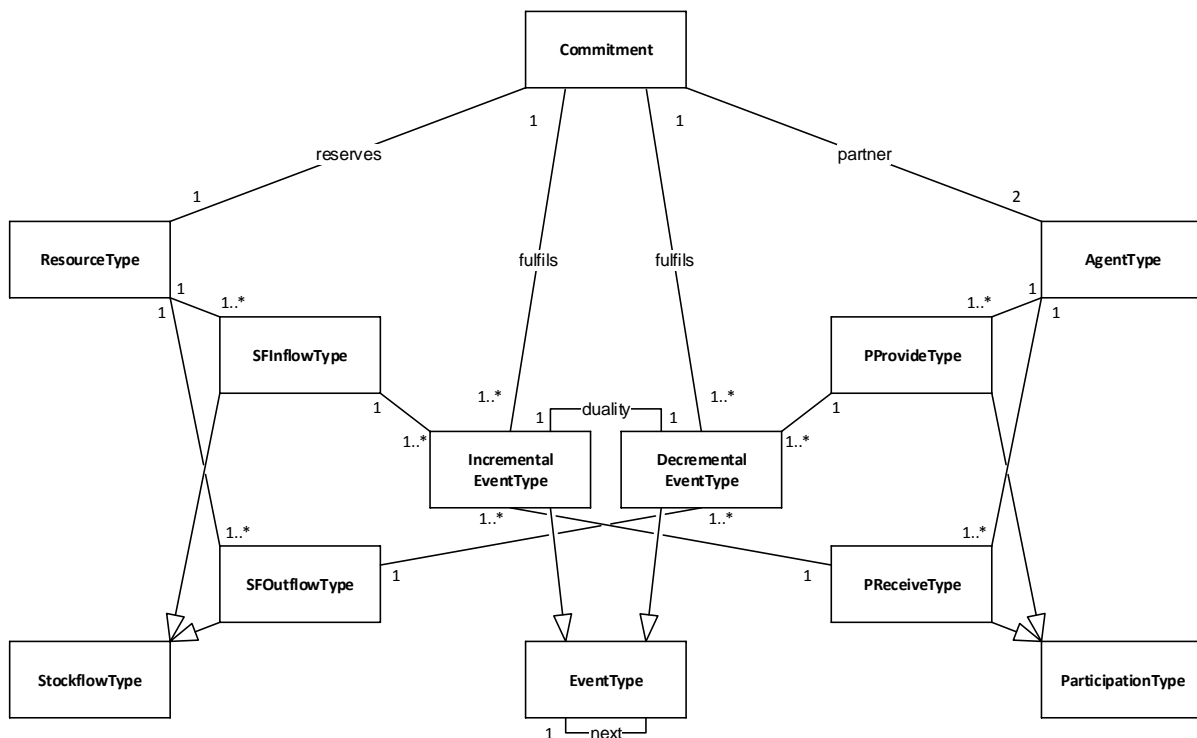 Commitment
1
1
reserves
partner
1
2
ResourceType
fulfils
fulfils
AgentType
1
1..*
1..*
1
1
1
SFInflowType
PProvideType
1..*
1..*
1
1
duality
1
1
1..*
1..*
Incremental
EventType
Decremental
EventType
1..*
1..*
1..*
1..*
SFOutflowType
1
1
PReceiveType
StockflowType
EventType
ParticipationType
1
next